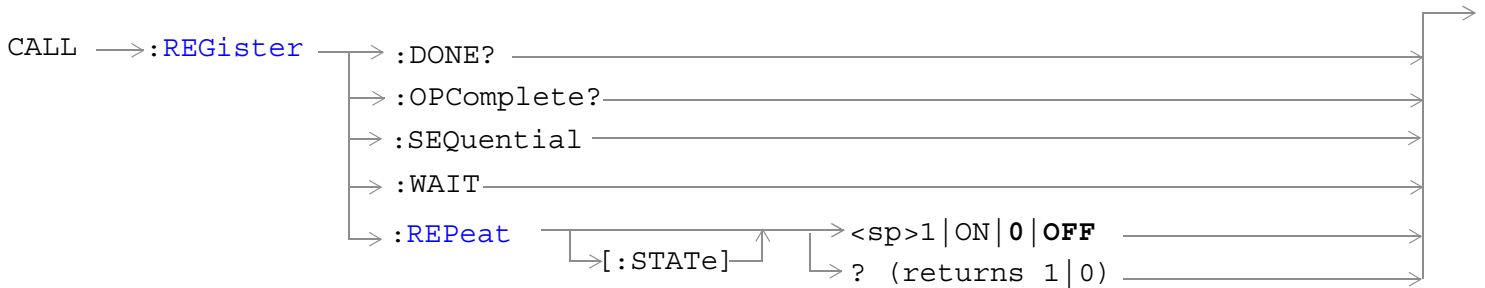 CALL :REGister :DONE?
:OPComplete?
:SEQuential
:WAIT
:REPeat <sp>1|ON|0|OFF
[:STATe] ? (returns 1|0)